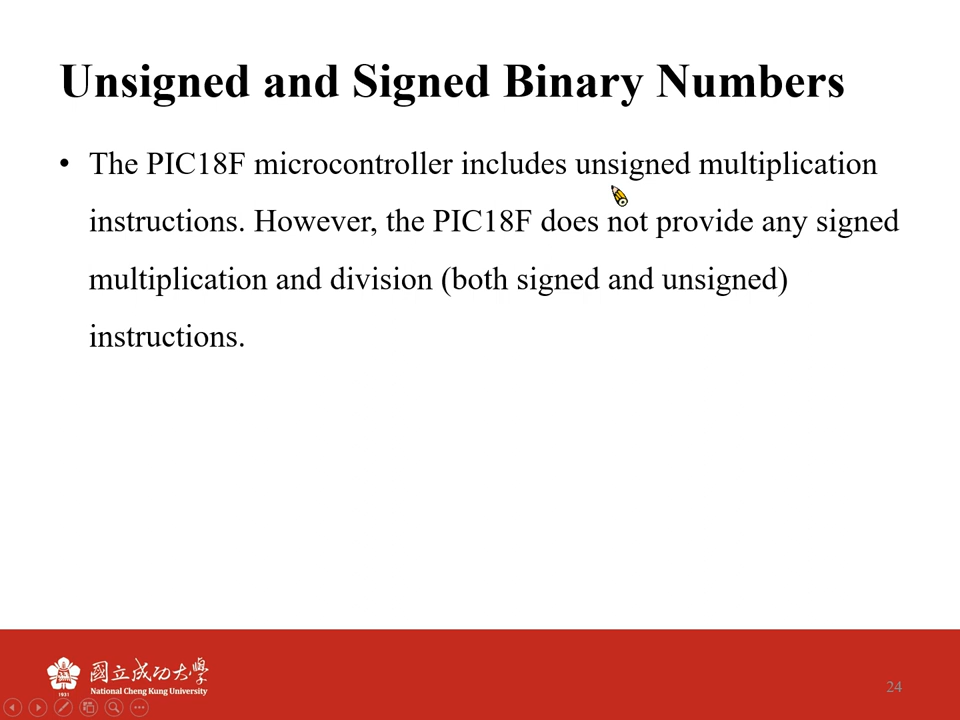 Unsigned and Signed Binary Numbers
• The PIC18F microcontroller includes unsigned multiplication
instructions. However, the PIC18F does not provide any signed
multiplication and division (both signed and unsigned)
instructions.
國立成功大學
National Cheng Kung University
1931
24